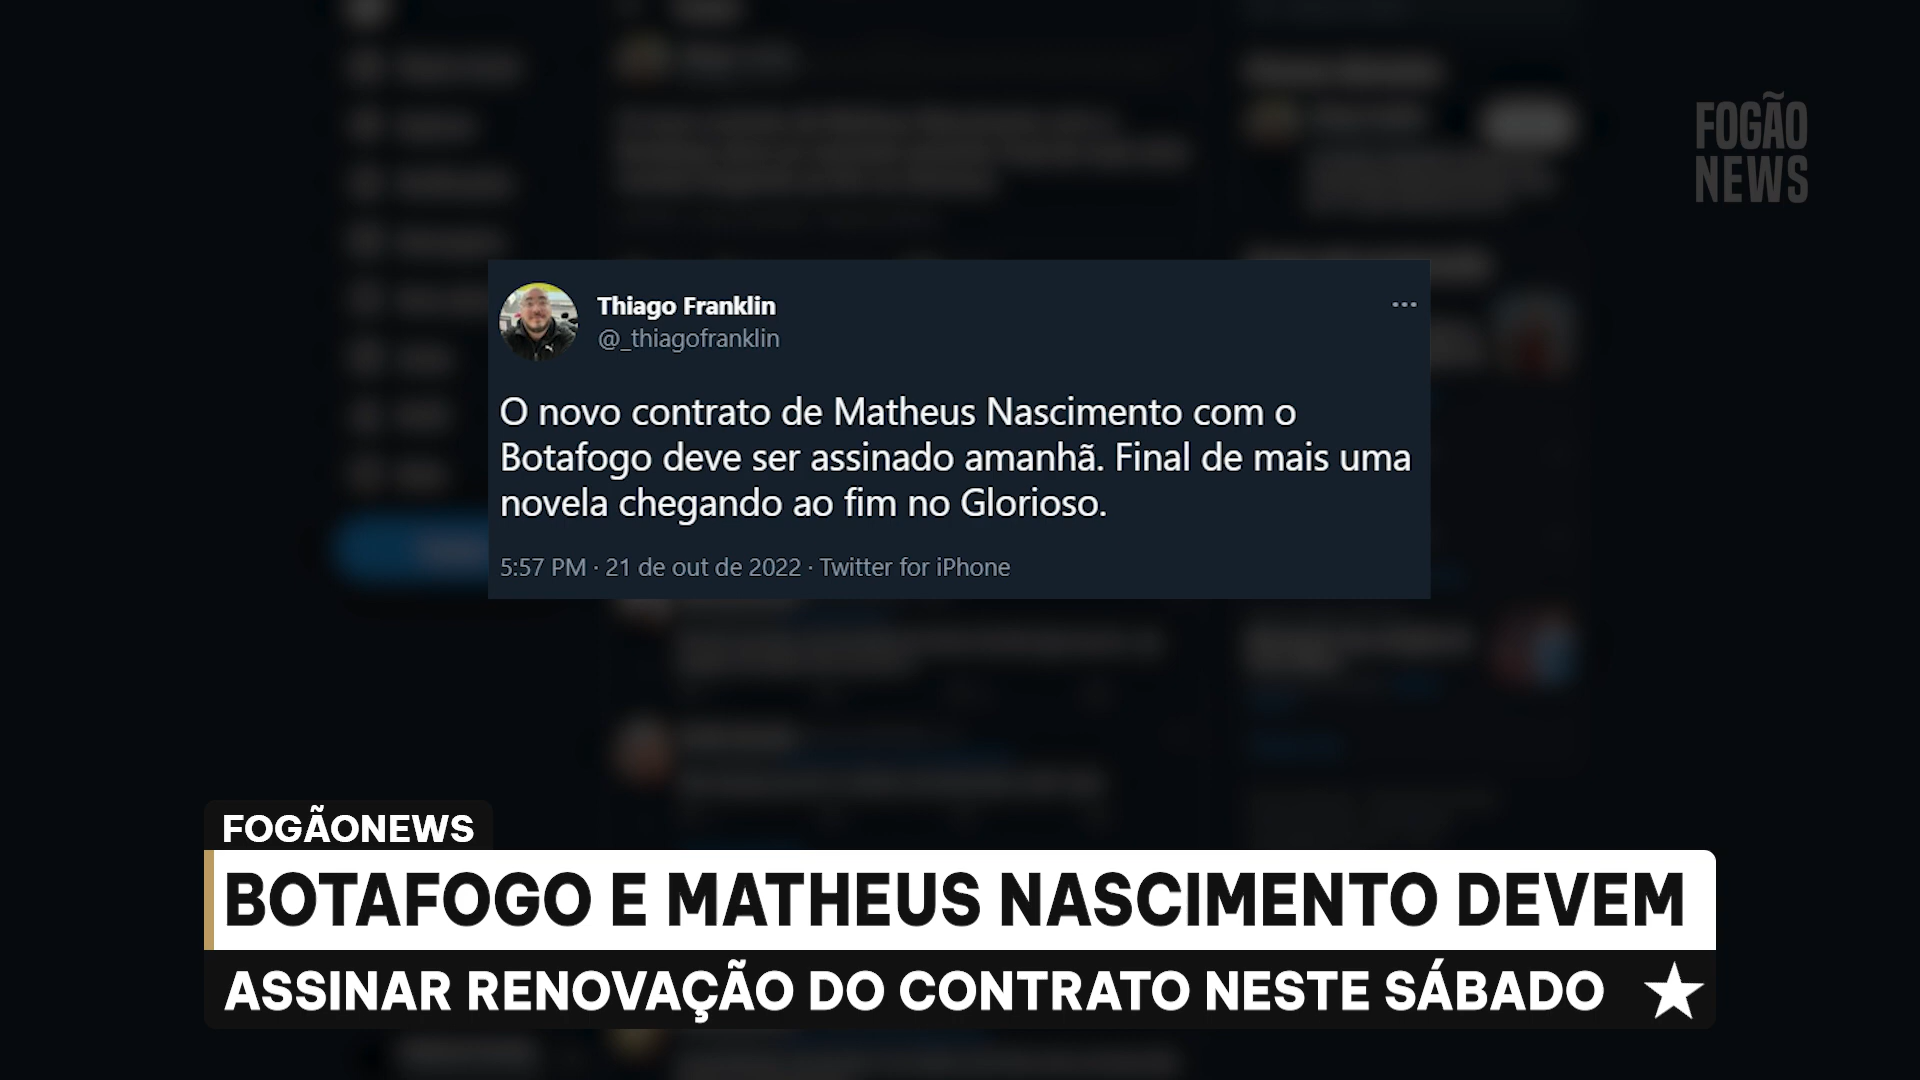 FOGÃO
NEWS
Thiago Franklin
@_thiagofranklin
O novo contrato de Matheus Nascimento com o
Botafogo deve ser assinado amanhã. Final de mais uma
novela chegando ao fim no Glorioso.
5:57 PM · 21 de out de 2022 · Twitter for iPhone
FOGÃONEWS
BOTAFOGO E MATHEUS NASCIMENTO DEVEM
ASSINAR RENOVAÇÃO DO CONTRATO NESTE SÁBADO